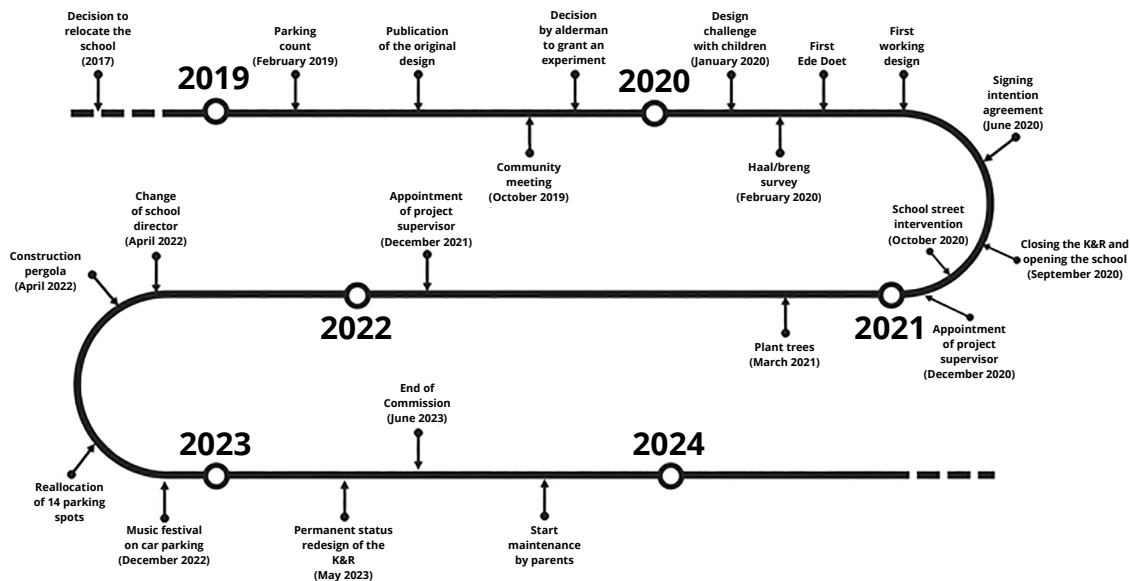 Decision to
relocate the
school
(2017)
2019
Parking
count
(February 2019)
Publication
of the original
design
Community
meeting
(October 2019)
Decision
by alderman
to grant an
experiment
2020
Design
challenge
with children
(January 2020)
Haal/breng
survey
(February 2020)
First
Ede Doet
First
working
design
Signing
intention
agreement
(June 2020)
Closing the K&R and
opening the school
(September 2020)
School street
intervention
(October 2020)
Appointment
of project
supervisor
(December 2020)
2021
Plant trees
(March 2021)
Appointment
of project
supervisor
(December 2021)
2022
Change
of school
director
(April 2022)
Construction
pergola
(April 2022)
Reallocation
of 14 parking
spots
Music festival
on car parking
(December 2022)
2023
Permanent status
redesign of the
K&R
(May 2023)
End of
Commission
(June 2023)
Start
maintenance
by parents
2024